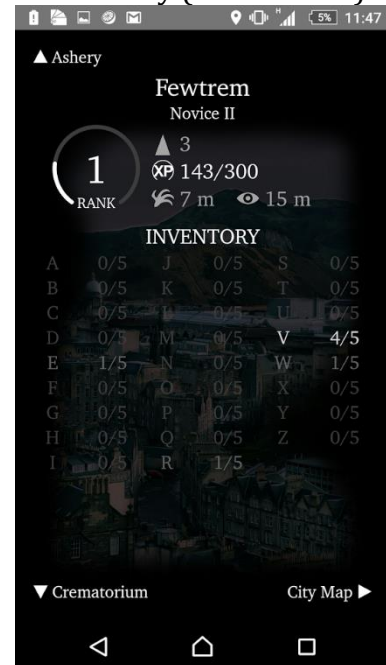 H 5% 11:47
▲ Ashery
Fewtrem
Novice II
▲ 3
1
RANK
XP 143/300
7 m 15 m
INVENTORY
A 0/5 J 0/5 S 0/5
B 0/5 K 0/5 T 0/5
C 0/5 L 0/5 U 0/5
D 0/5 M 0/5 V 4/5
E 1/5 N 0/5 W 1/5
F 0/5 O 0/5 X 0/5
G 0/5 P 0/5 Y 0/5
H 0/5 Q 0/5 Z 0/5
I 0/5 R 1/5
▼ Crematorium City Map ▶